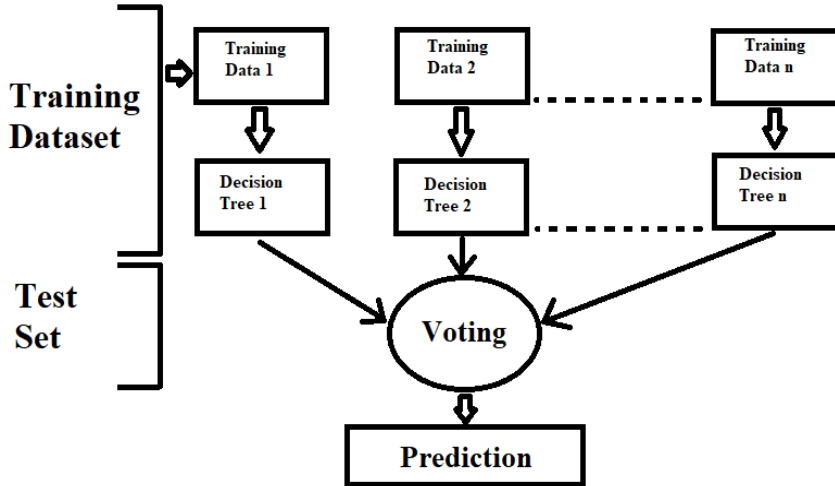 Training
Dataset
Training
Data 1
Training
Data 2
Training
Data n
Decision
Tree 1
Decision
Tree 2
Decision
Tree n
Test
Set
Voting
Prediction